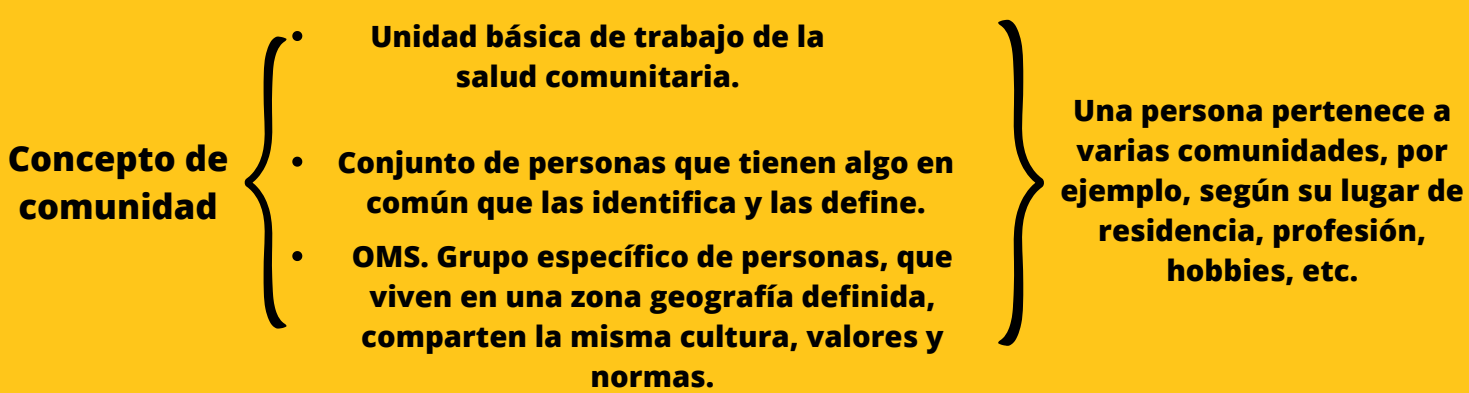 Concepto de
comunidad
• Unidad básica de trabajo de la
salud comunitaria.
• Conjunto de personas que tienen algo en
común que las identifica y las define.
• OMS. Grupo específico de personas, que
viven en una zona geografía definida,
comparten la misma cultura, valores y
normas.
Una persona pertenece a
varias comunidades, por
ejemplo, según su lugar de
residencia, profesión,
hobbies, etc.